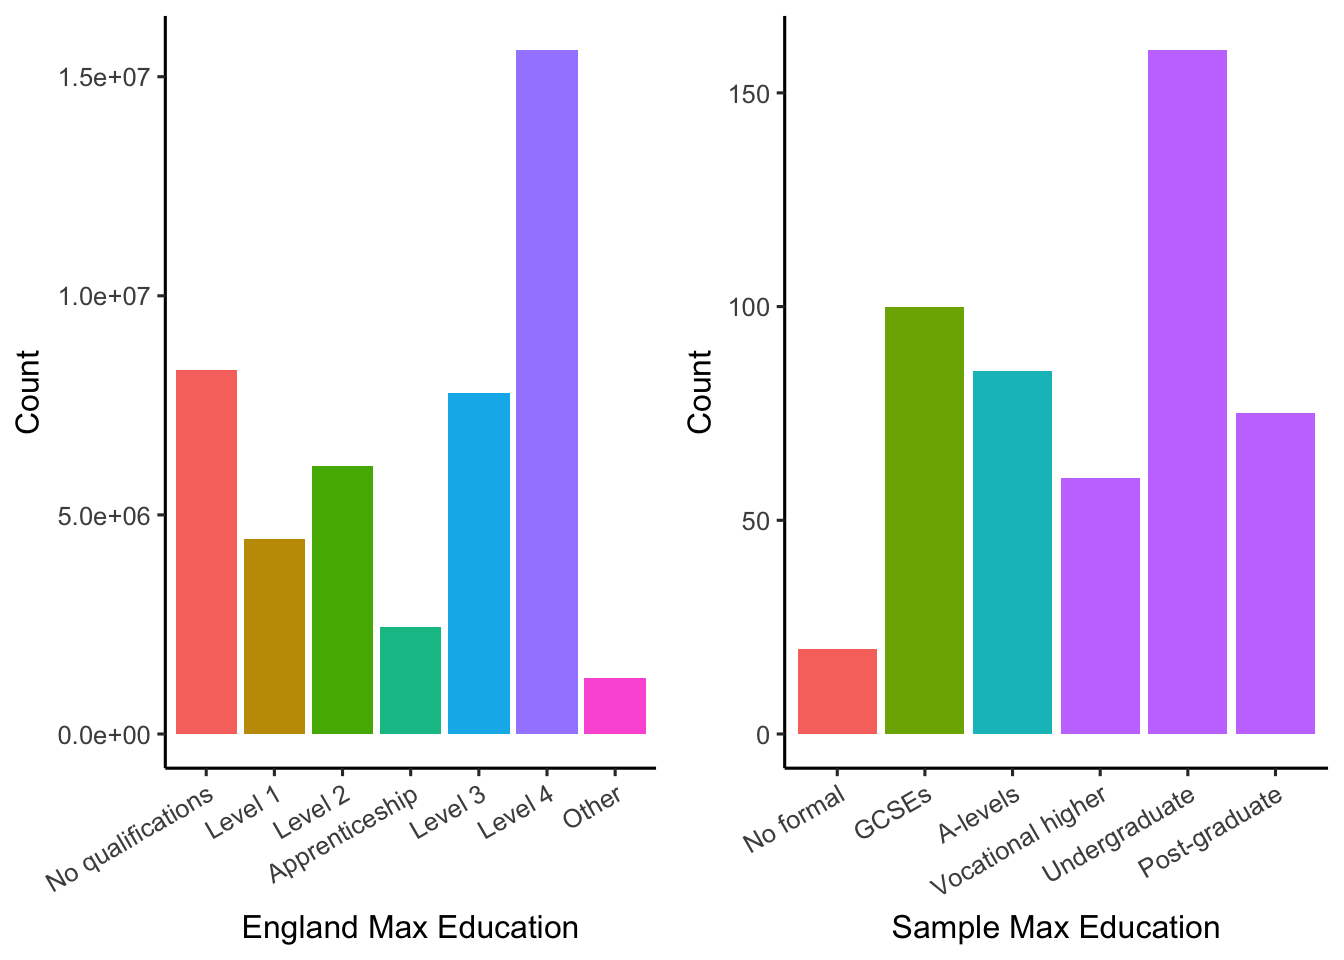 Count
1.5e+07
1.0e+07
5.0e+06
0.0e+00
No qualifications
Level 1
Level 2
Apprenticeship
Level 3
Level 4
Other
England Max Education
Count
150
100
50
0
No formal
GCSEs
A-levels
Vocational higher
Undergraduate
Post-graduate
Sample Max Education